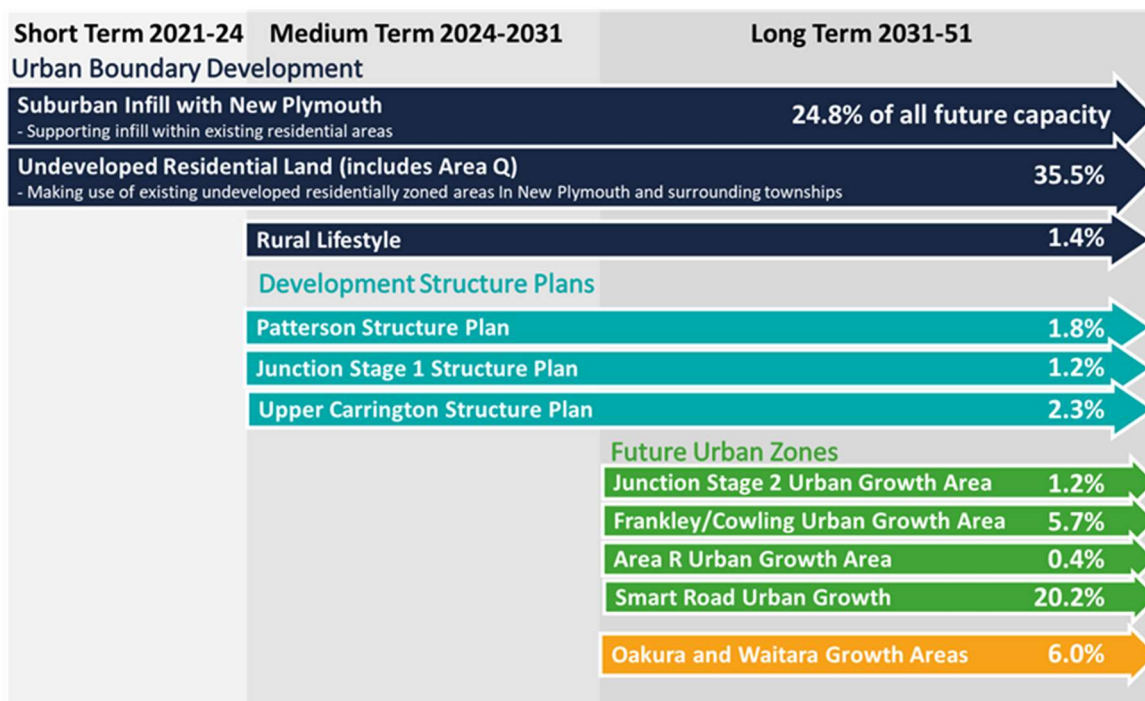 Short Term 2021-24 Medium Term 2024-2031 Long Term 2031-51
Urban Boundary Development
Suburban Infill with New Plymouth 24.8% of all future capacity
- Supporting infill within existing residential areas
Undeveloped Residential Land (includes Area Q) 35.5%
- Making use of existing undeveloped residentially zoned areas In New Plymouth and surrounding townships
Rural Lifestyle 1.4%
Development Structure Plans
Patterson Structure Plan 1.8%
Junction Stage 1 Structure Plan 1.2%
Upper Carrington Structure Plan 2.3%
Future Urban Zones
Junction Stage 2 Urban Growth Area 1.2%
Frankley/Cowling Urban Growth Area 5.7%
Area R Urban Growth Area 0.4%
Smart Road Urban Growth 20.2%
Oakura and Waitara Growth Areas 6.0%